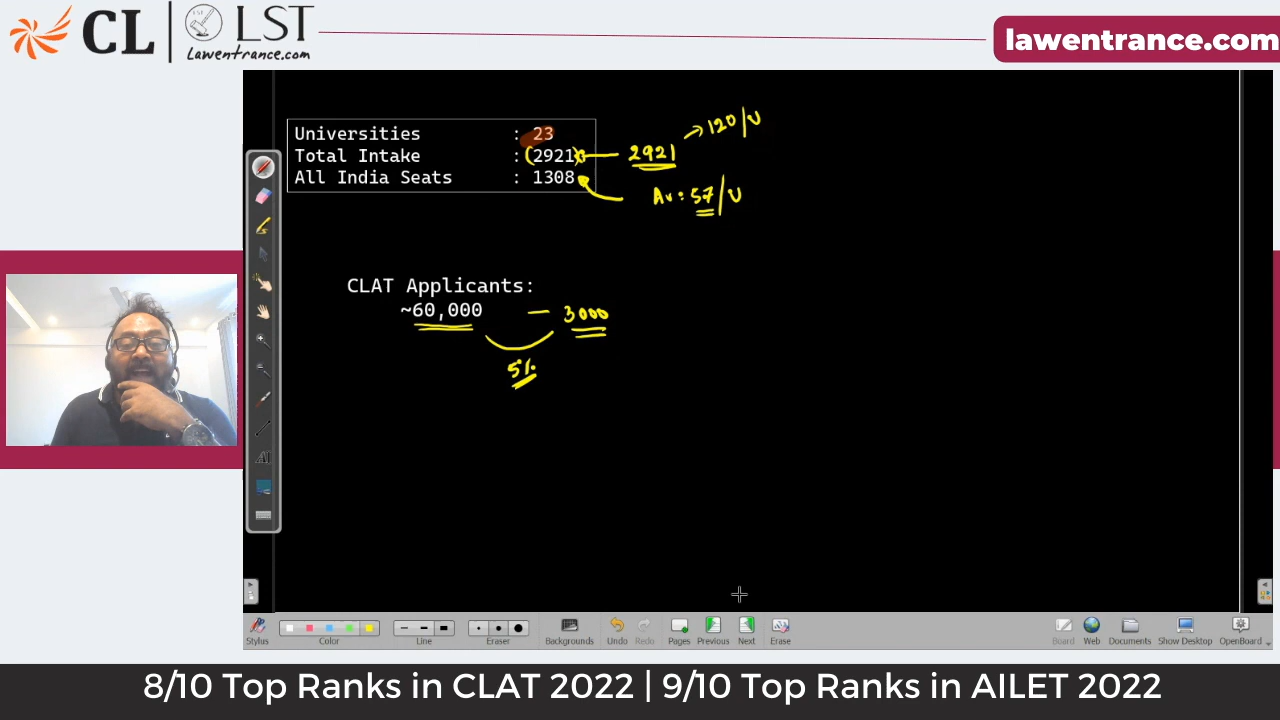 CL | LST
Lawentrance.com
lawentrance.com
Universities : 23
Total Intake : (2921)
2921 → 120/U
All India Seats : 1308
Av: 57/U
CLAT Applicants:
~60,000 — 3000
5%
AI
Stylus
Color
Line
Eraser
Backgrounds
Undo
Redo
Pages
Previous
Next
Erase
Board
Web
Documents
Show Desktop
OpenBoard
8/10 Top Ranks in CLAT 2022 | 9/10 Top Ranks in AILET 2022